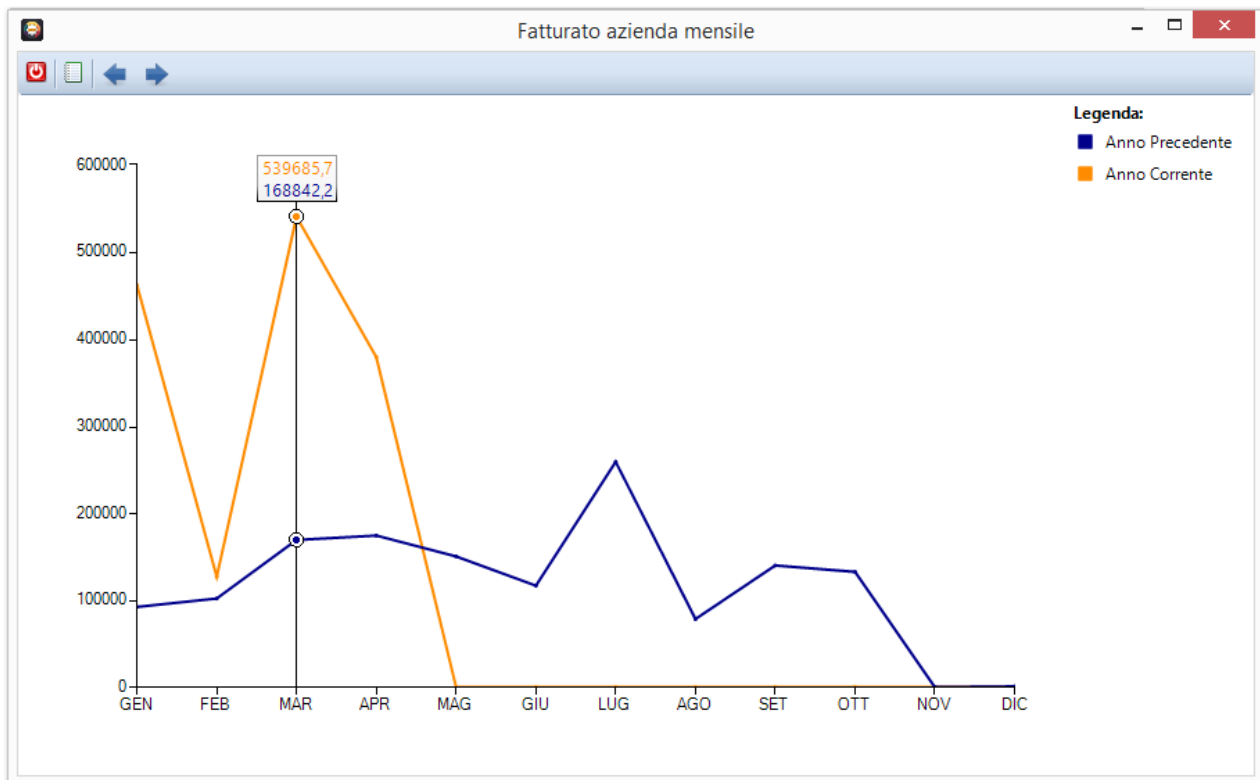 Fatturato azienda mensile
Legenda:
Anno Precedente
Anno Corrente
539685,7
168842,2
600000
500000
400000
300000
200000
100000
0
GEN FEB MAR APR MAG GIU LUG AGO SET OTT NOV DIC